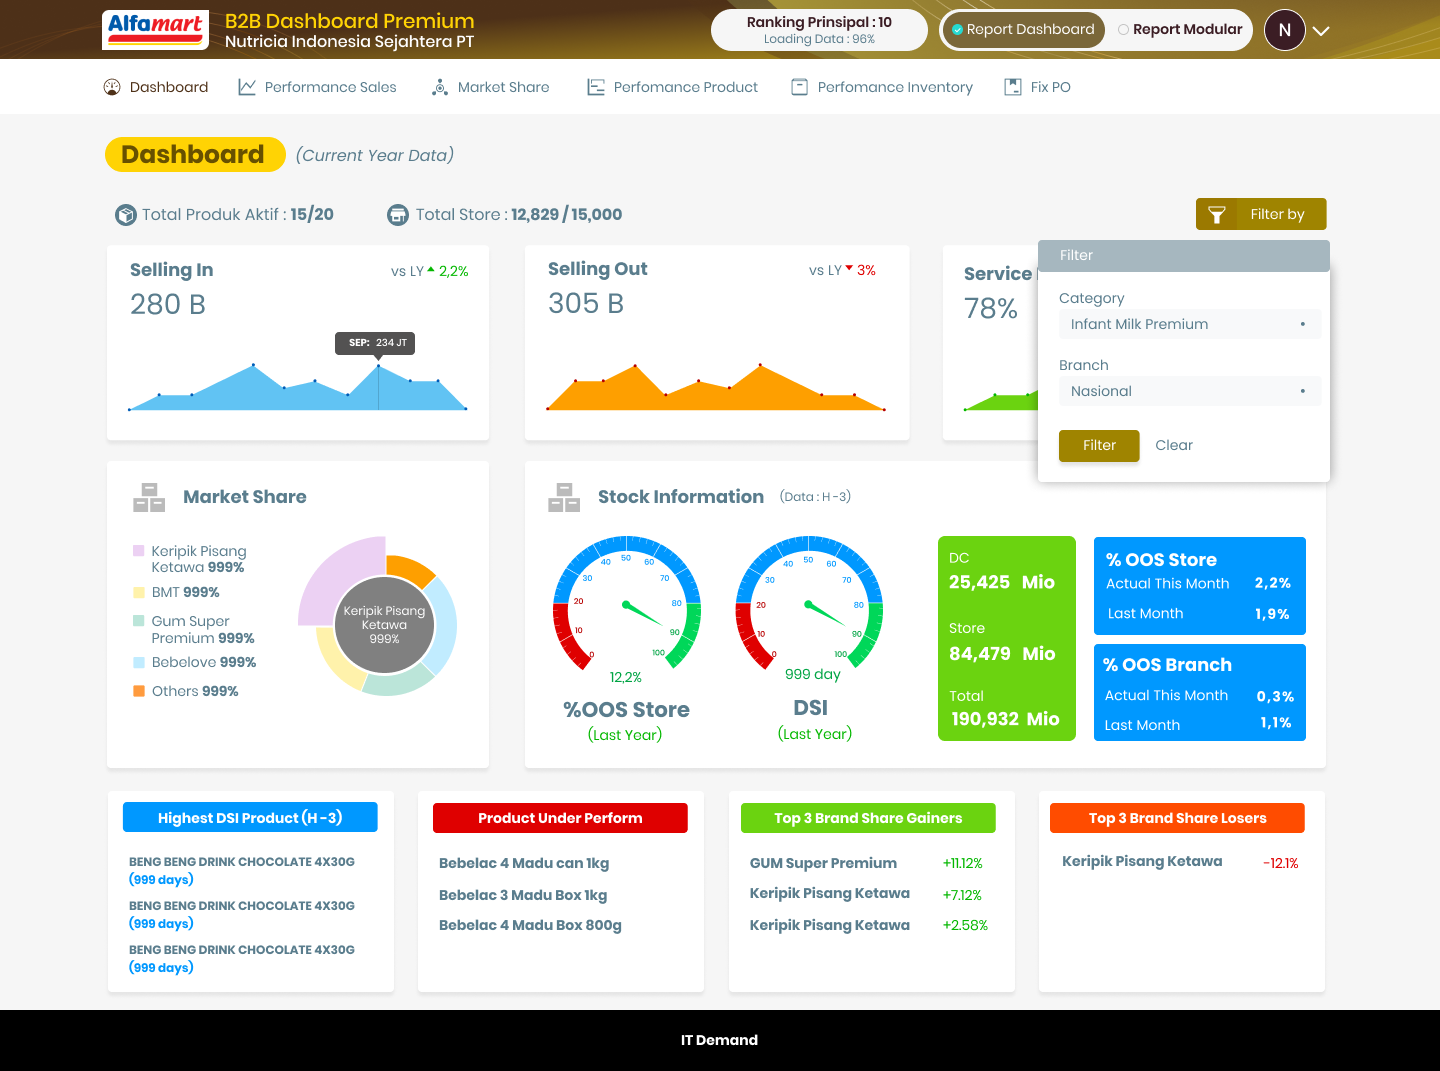 Alfamart
B2B Dashboard Premium
Nutricia Indonesia Sejahtera PT
Ranking Prinsipal : 10
Loading Data : 96%
Report Dashboard
Report Modular
N
Dashboard
Performance Sales
Market Share
Perfomance Product
Perfomance Inventory
Fix PO
Dashboard
(Current Year Data)
Total Produk Aktif : 15/20
Total Store : 12,829 / 15,000
Filter by
Selling In
vs LY 2,2%
280 B
SEP: 234 JT
Selling Out
vs LY 3%
305 B
Service
78%
Filter
Category
Infant Milk Premium
Branch
Nasional
Filter
Clear
Market Share
Keripik Pisang
Ketawa 999%
BMT 999%
Gum Super
Premium 999%
Bebelove 999%
Others 999%
Keripik Pisang
Ketawa
999%
Stock Information
(Data : H -3)
0
10
20
30
40
50
60
70
80
90
100
12,2%
%OOS Store
(Last Year)
0
10
20
30
40
50
60
70
80
90
100
999 day
DSI
(Last Year)
DC
25,425 Mio
Store
84,479 Mio
Total
190,932 Mio
% OOS Store
Actual This Month 2,2%
Last Month 1,9%
% OOS Branch
Actual This Month 0,3%
Last Month 1,1%
Highest DSI Product (H -3)
BENG BENG DRINK CHOCOLATE 4X30G
(999 days)
BENG BENG DRINK CHOCOLATE 4X30G
(999 days)
BENG BENG DRINK CHOCOLATE 4X30G
(999 days)
Product Under Perform
Bebelac 4 Madu can 1kg
Bebelac 3 Madu Box 1kg
Bebelac 4 Madu Box 800g
Top 3 Brand Share Gainers
GUM Super Premium +11.12%
Keripik Pisang Ketawa +7.12%
Keripik Pisang Ketawa +2.58%
Top 3 Brand Share Losers
Keripik Pisang Ketawa -12.1%
IT Demand